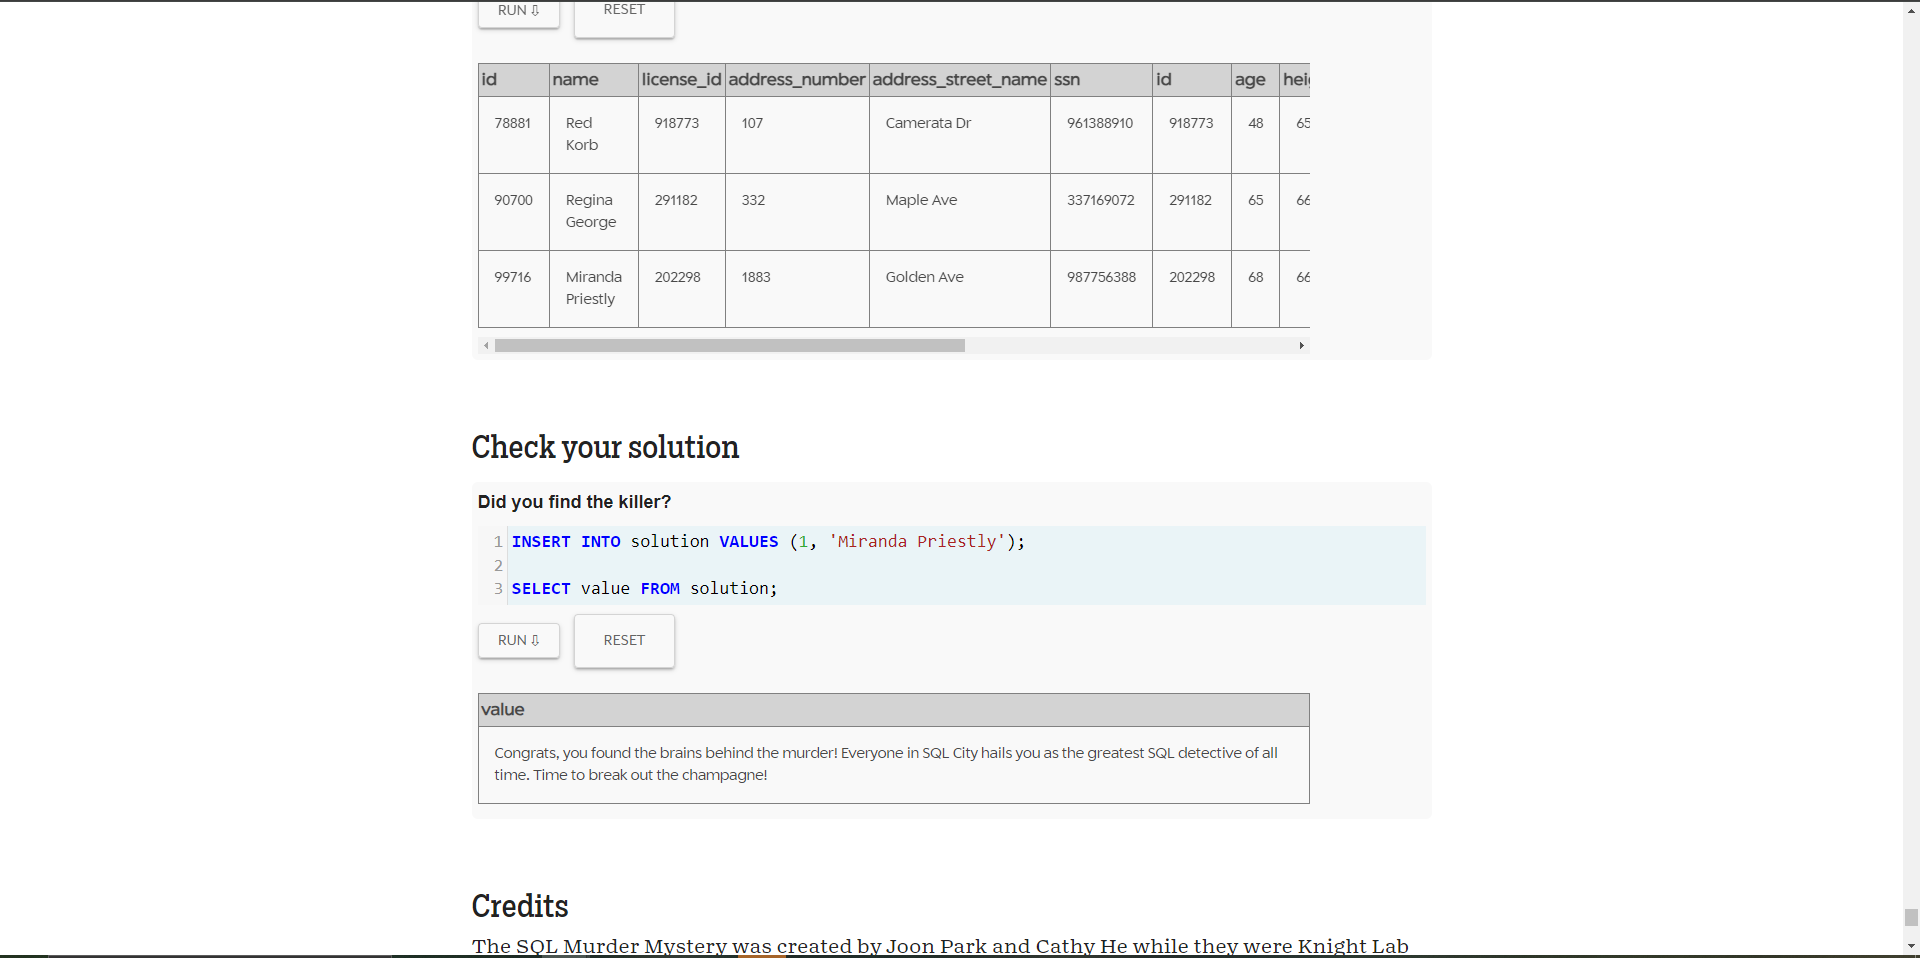 RUN ⇩ RESET
id name license_id address_number address_street_name ssn id age hei
78881 Red Korb 918773 107 Camerata Dr 961388910 918773 48 65
90700 Regina George 291182 332 Maple Ave 337169072 291182 65 66
99716 Miranda Priestly 202298 1883 Golden Ave 987756388 202298 68 66
Check your solution
Did you find the killer?
1 INSERT INTO solution VALUES (1, 'Miranda Priestly');
2
3 SELECT value FROM solution;
RUN ⇩ RESET
value
Congrats, you found the brains behind the murder! Everyone in SQL City hails you as the greatest SQL detective of all
time. Time to break out the champagne!
Credits
The SQL Murder Mystery was created by Joon Park and Cathy He while they were Knight Lab